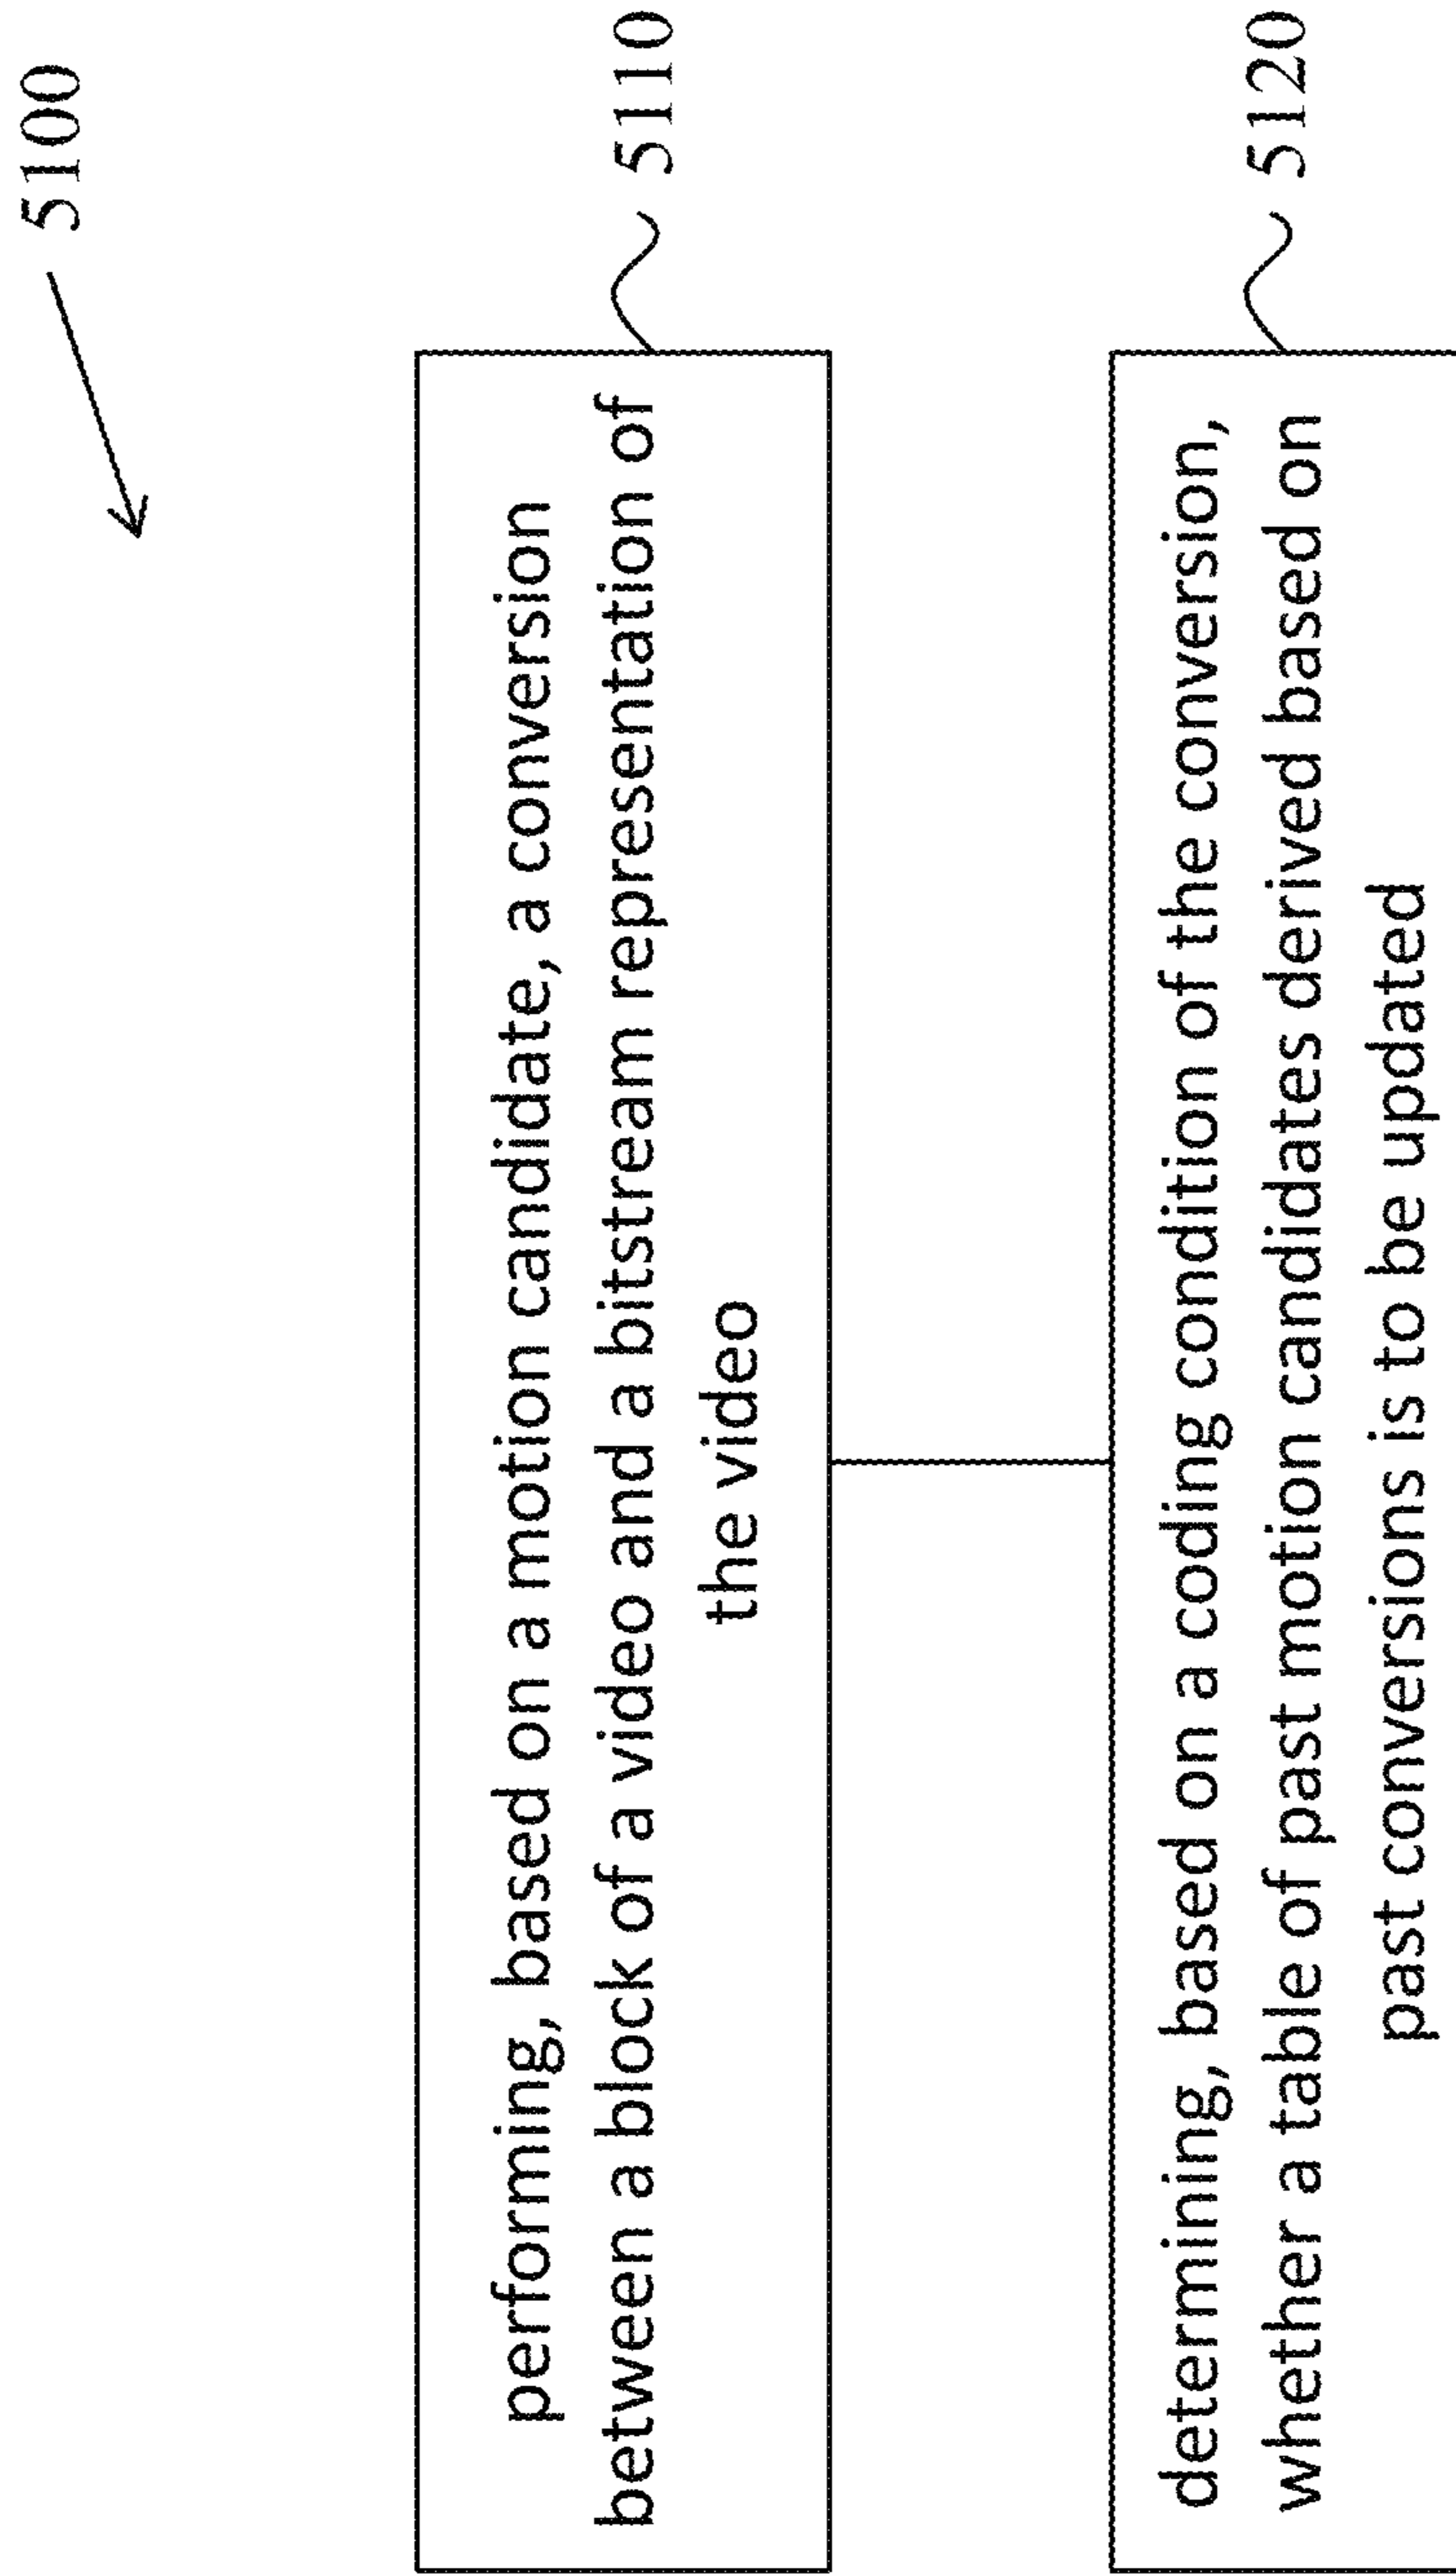 5100
performing, based on a motion candidate, a conversion
between a block of a video and a bitstream representation of
the video
5110
determining, based on a coding condition of the conversion,
whether a table of past motion candidates derived based on
past conversions is to be updated
5120